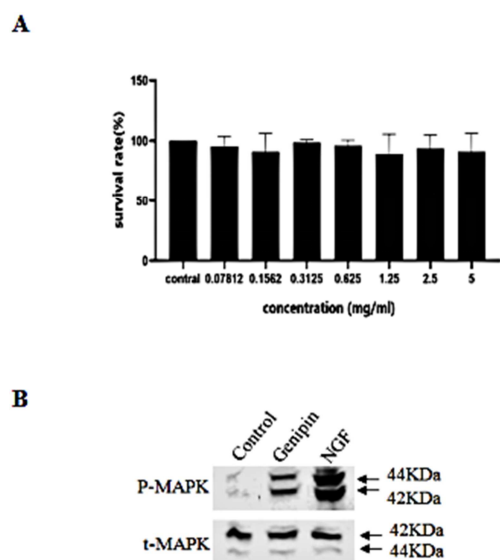 A
150
100
50
0
survival rate(%)
contral 0.07812 0.1562 0.3125 0.625 1.25 2.5 5
concentration (mg/ml)
B
Control Genipin NGF
P-MAPK
44KDa
42KDa
t-MAPK
42KDa
44KDa